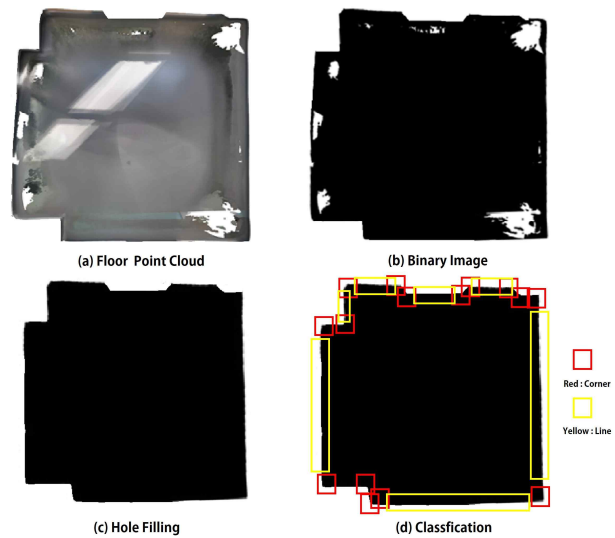 (a) Floor Point Cloud
(b) Binary Image
Red : Corner
Yellow : Line
(c) Hole Filling
(d) Classfication